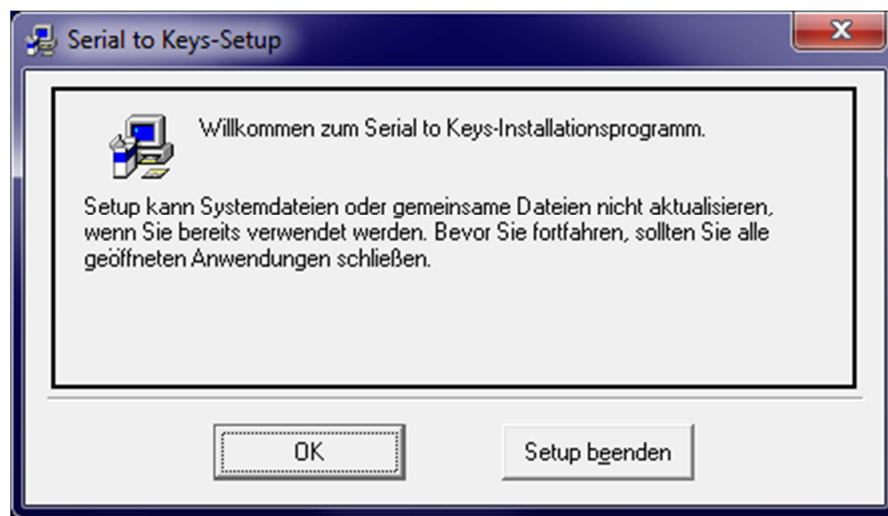 Serial to Keys-Setup
Willkommen zum Serial to Keys-Installationsprogramm.
Setup kann Systemdateien oder gemeinsame Dateien nicht aktualisieren,
wenn Sie bereits verwendet werden. Bevor Sie fortfahren, sollten Sie alle
geöffneten Anwendungen schließen.
OK
Setup beenden